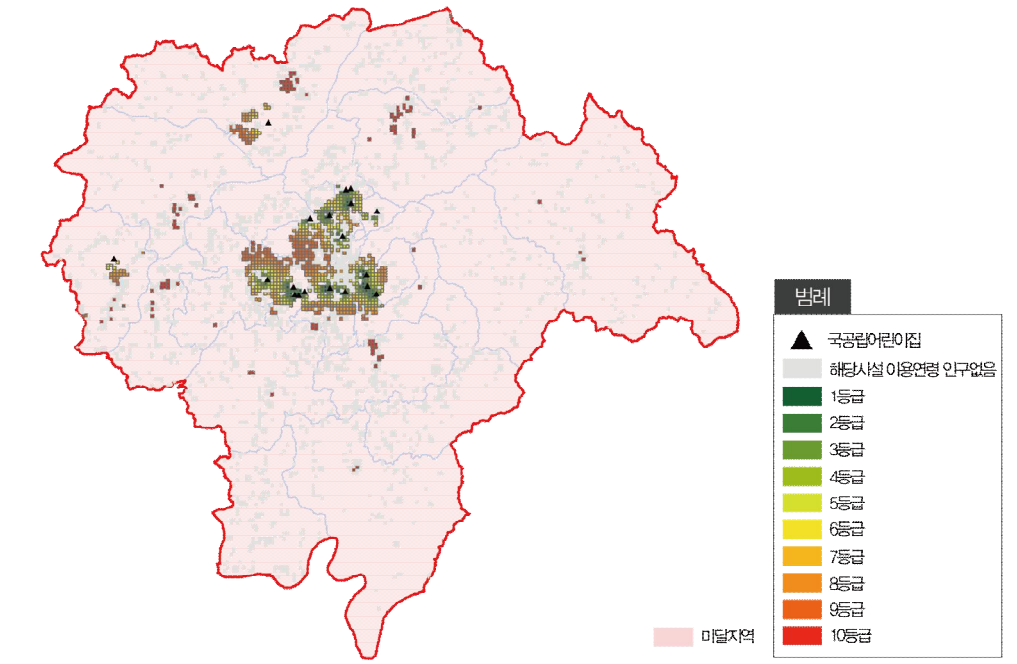 범례
국공립어린이집
해당시설 이용연령 인구없음
1등급
2등급
3등급
4등급
5등급
6등급
7등급
8등급
9등급
10등급
미달지역